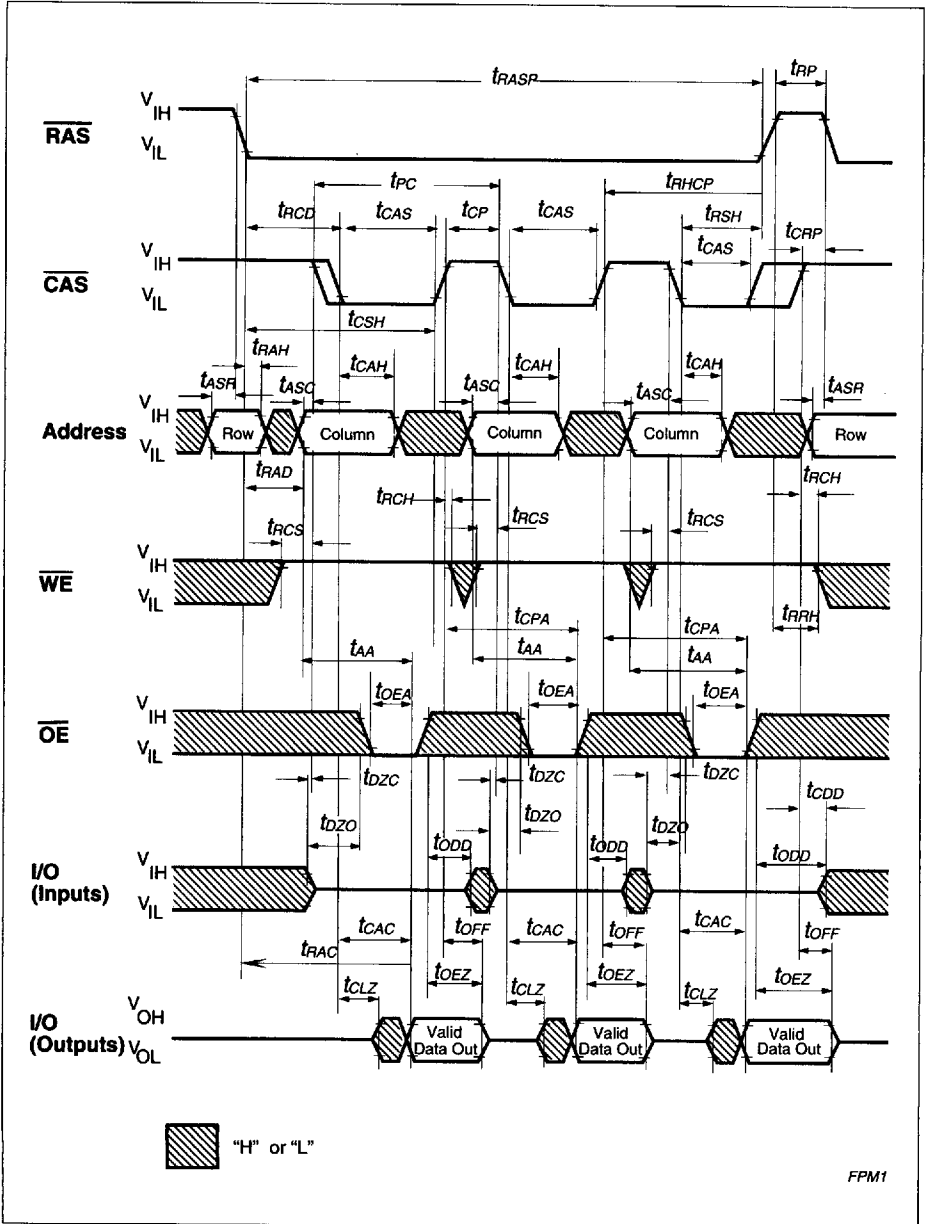 tRASP tRP
VIH
RAS
VIL
tPC tRHCP
tRCD tCAS tCP tCAS tRSH tCRP
tCAS
VIH
CAS
VIL
tCSH
tRAH
tASR tASC tCAH tASC tCAH tASC tCAH tASR
VIH
Address Row Column Column Column Row
VIL
tRAD tRCH tRCH
tRCS tRCS tRCS
VIH
WE
VIL
tCPA tCPA tRRH
tAA tAA tAA
tOEA tOEA tOEA
VIH
OE
VIL
tDZC tDZC tDZC tCDD
tDZO tDZO tDZO
tODD tODD tODD
VIH
I/O
(Inputs)
VIL
tCAC tOFF tCAC tOFF tCAC tOFF
tRAC
tCLZ tOEZ tCLZ tOEZ tCLZ tOEZ
VOH
I/O
(Outputs) Valid Data Out Valid Data Out Valid Data Out
VOL
"H" or "L"
FPM1